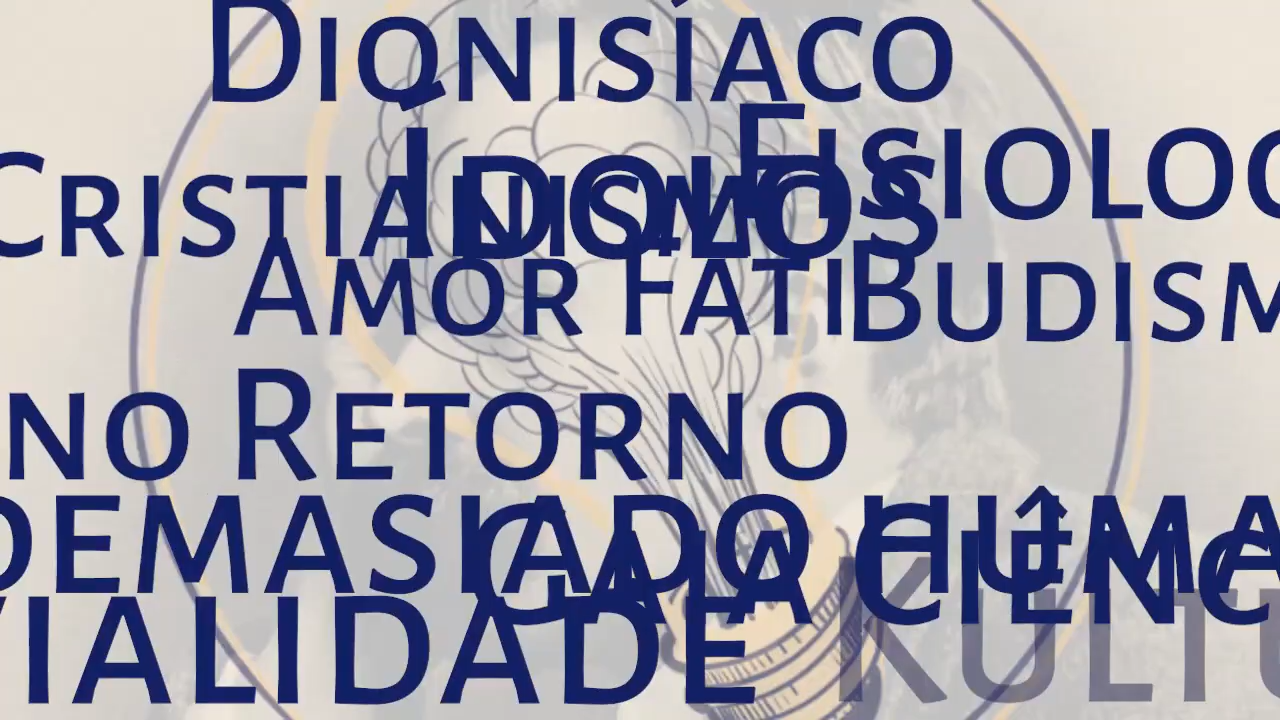 Dionisíaco
Fisiolog
Cristianismo
Ídolos
Amor Fati
Budism
no Retorno
demasiado huma
Gaia Ciênc
vialidade
Kultu